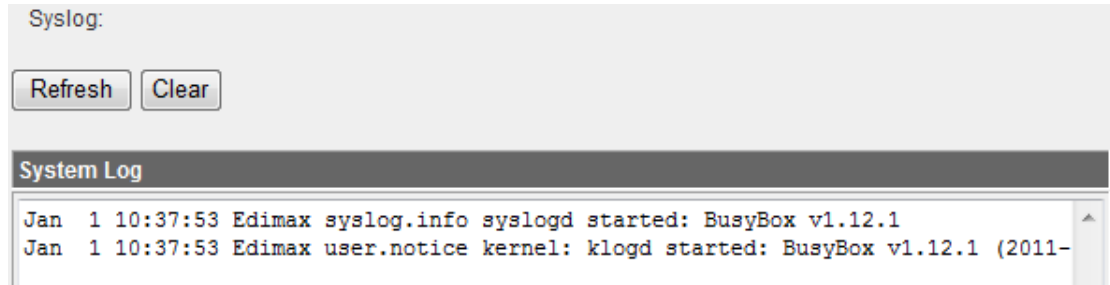 Syslog:
Refresh Clear
System Log
Jan  1 10:37:53 Edimax syslog.info syslogd started: BusyBox v1.12.1
Jan  1 10:37:53 Edimax user.notice kernel: klogd started: BusyBox v1.12.1 (2011-